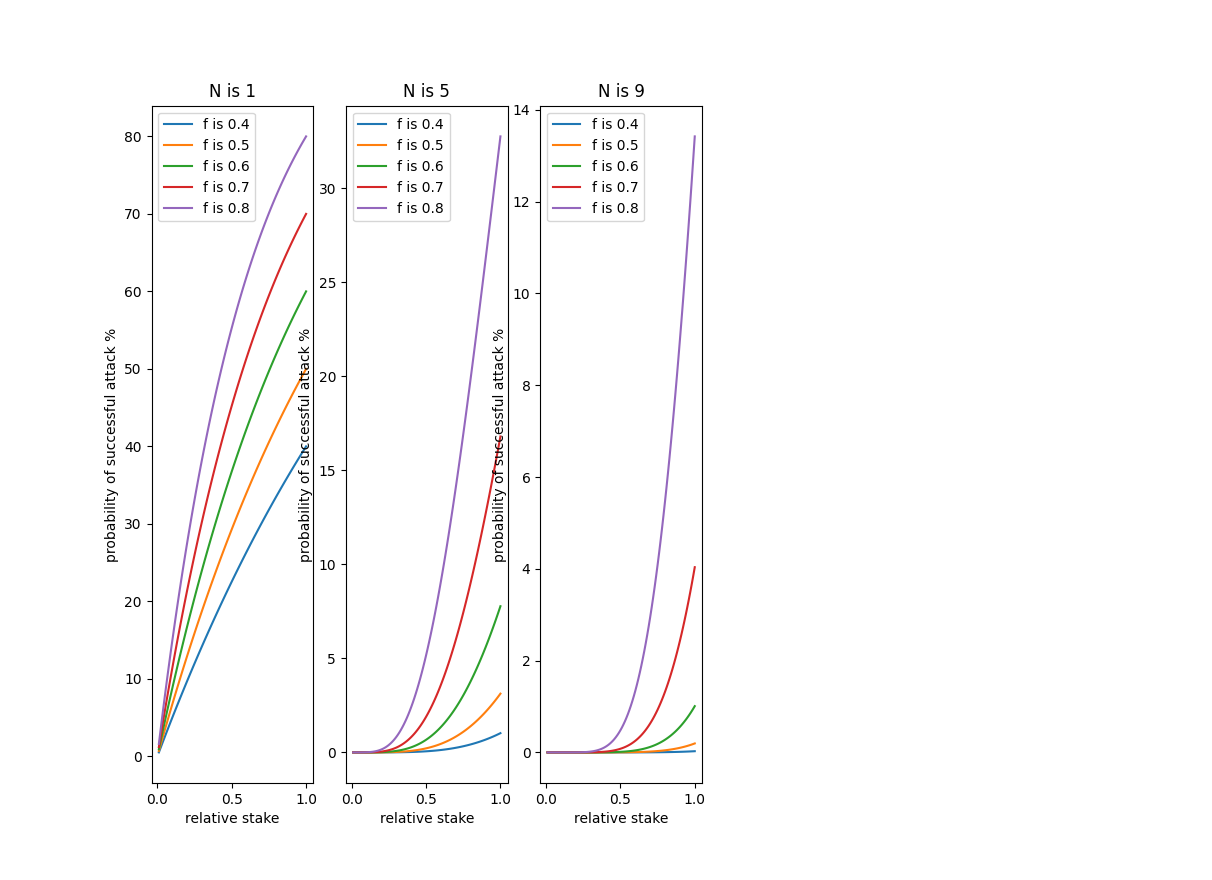 N is 1
f is 0.4
f is 0.5
f is 0.6
f is 0.7
f is 0.8
80
70
60
50
40
30
20
10
0
probability of successful attack %
0.0 0.5 1.0
relative stake
N is 5
f is 0.4
f is 0.5
f is 0.6
f is 0.7
f is 0.8
30
25
20
15
10
5
0
probability of successful attack %
0.0 0.5 1.0
relative stake
N is 9
f is 0.4
f is 0.5
f is 0.6
f is 0.7
f is 0.8
14
12
10
8
6
4
2
0
probability of successful attack %
0.0 0.5 1.0
relative stake